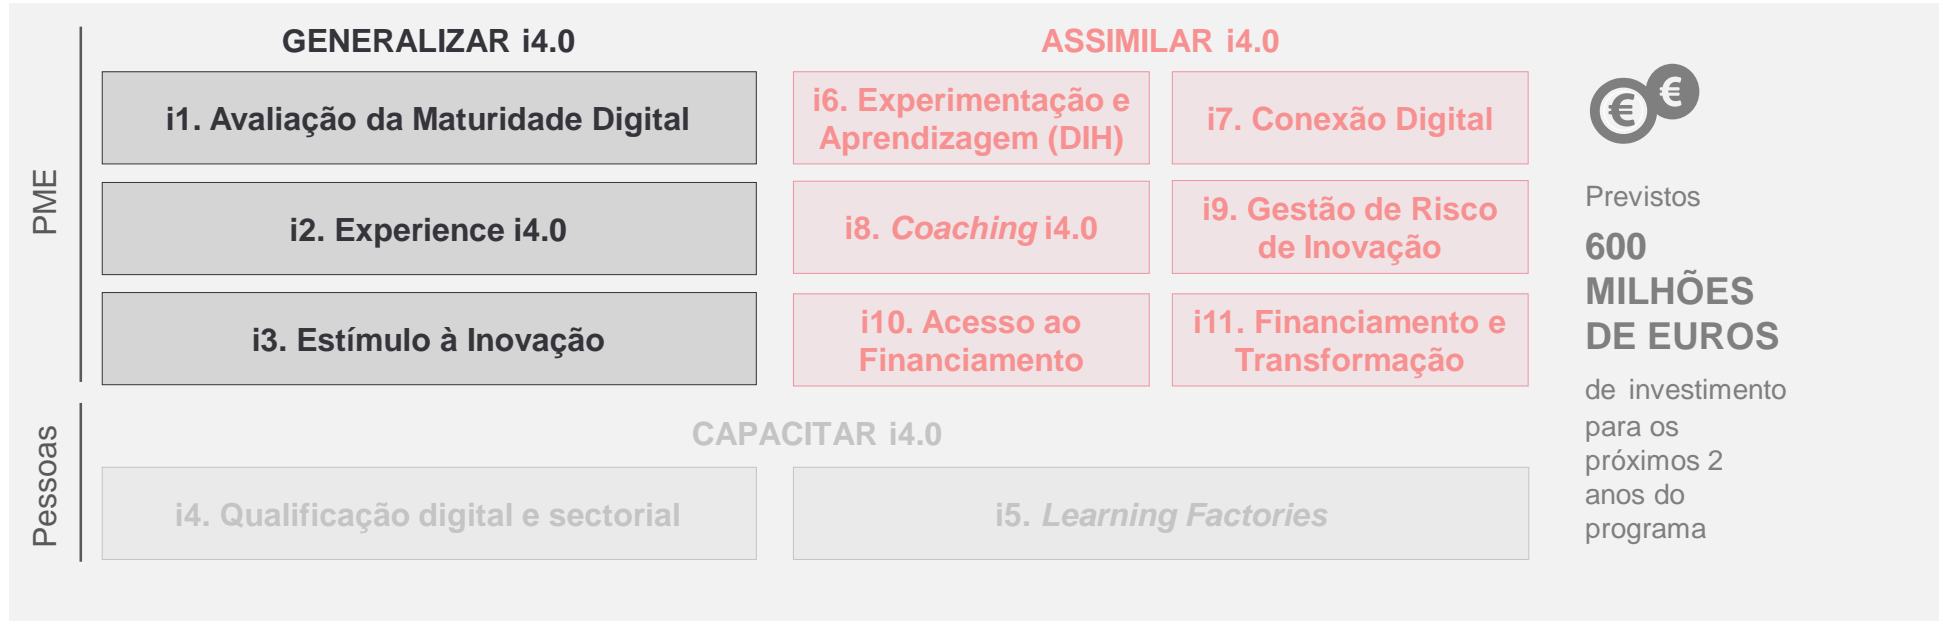 PME
GENERALIZAR i4.0
i1. Avaliação da Maturidade Digital
i2. Experience i4.0
i3. Estímulo à Inovação
ASSIMILAR i4.0
i6. Experimentação e
Aprendizagem (DIH)
i7. Conexão Digital
i8. Coaching i4.0
i9. Gestão de Risco
de Inovação
i10. Acesso ao
Financiamento
i11. Financiamento e
Transformação
Pessoas
CAPACITAR i4.0
i4. Qualificação digital e sectorial
i5. Learning Factories
€ €
Previstos
600
MILHÕES
DE EUROS
de investimento
para os
próximos 2
anos do
programa